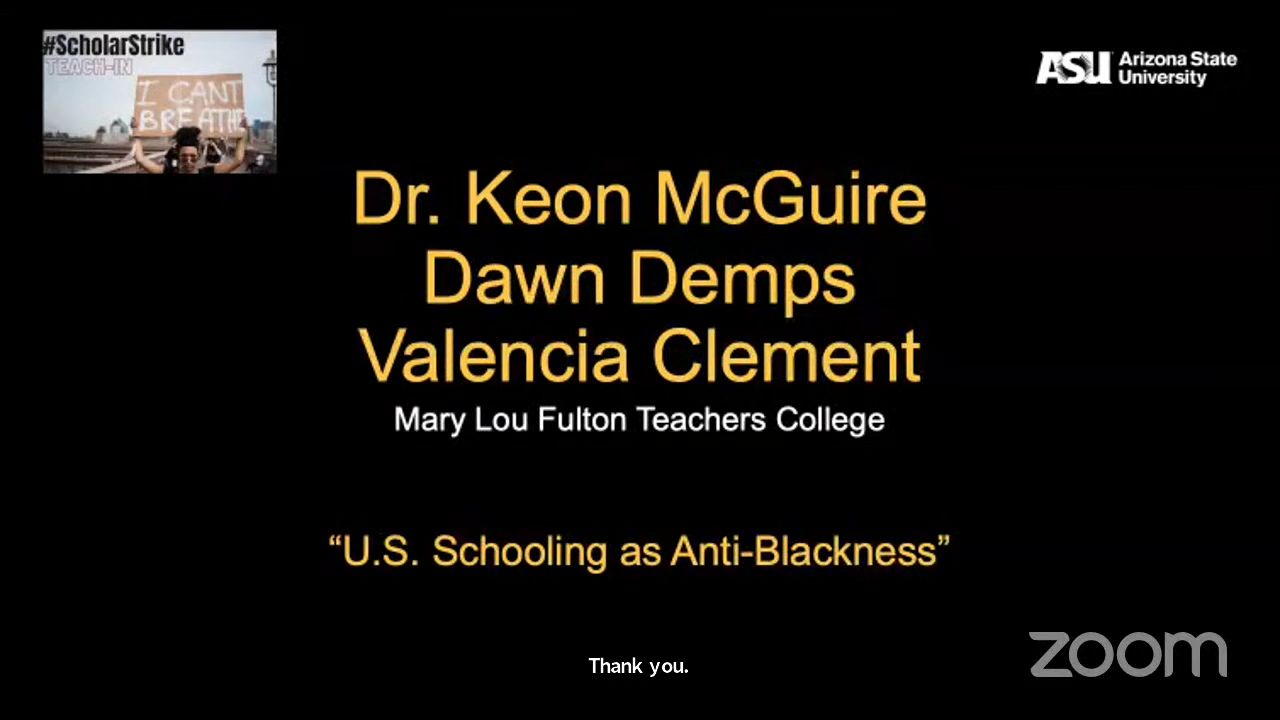 #ScholarStrike
TEACH-IN
I CANT
BREATHE
ASU Arizona State
University
Dr. Keon McGuire
Dawn Demps
Valencia Clement
Mary Lou Fulton Teachers College
“U.S. Schooling as Anti-Blackness”
Thank you.
zoom